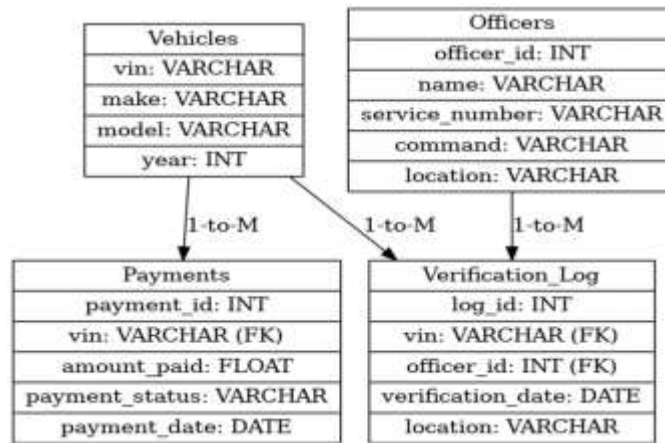 Vehicles
vin: VARCHAR
make: VARCHAR
model: VARCHAR
year: INT
Officers
officer_id: INT
name: VARCHAR
service_number: VARCHAR
command: VARCHAR
location: VARCHAR
1-to-M
1-to-M
1-to-M
Payments
payment_id: INT
vin: VARCHAR (FK)
amount_paid: FLOAT
payment_status: VARCHAR
payment_date: DATE
Verification_Log
log_id: INT
vin: VARCHAR (FK)
officer_id: INT (FK)
verification_date: DATE
location: VARCHAR